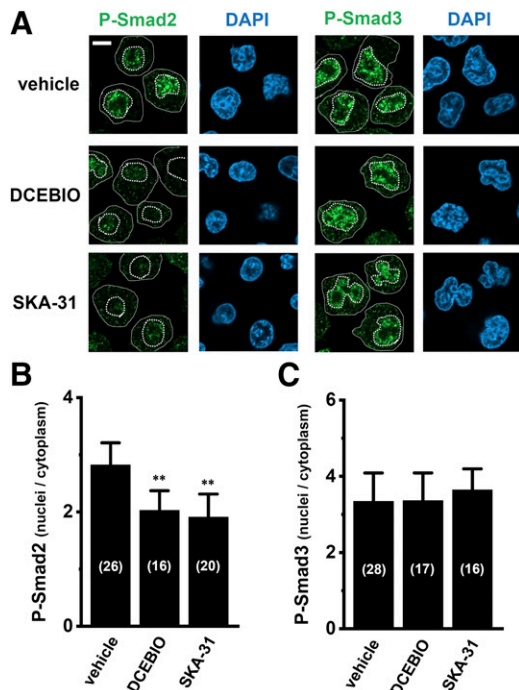 A
P-Smad2 DAPI P-Smad3 DAPI
vehicle
DCEBIO
SKA-31
B
P-Smad2 (nuclei / cytoplasm)
4
2
0
** **
(26) (16) (20)
vehicle DCEBIO SKA-31
C
P-Smad3 (nuclei / cytoplasm)
6
4
2
0
(28) (17) (16)
vehicle DCEBIO SKA-31